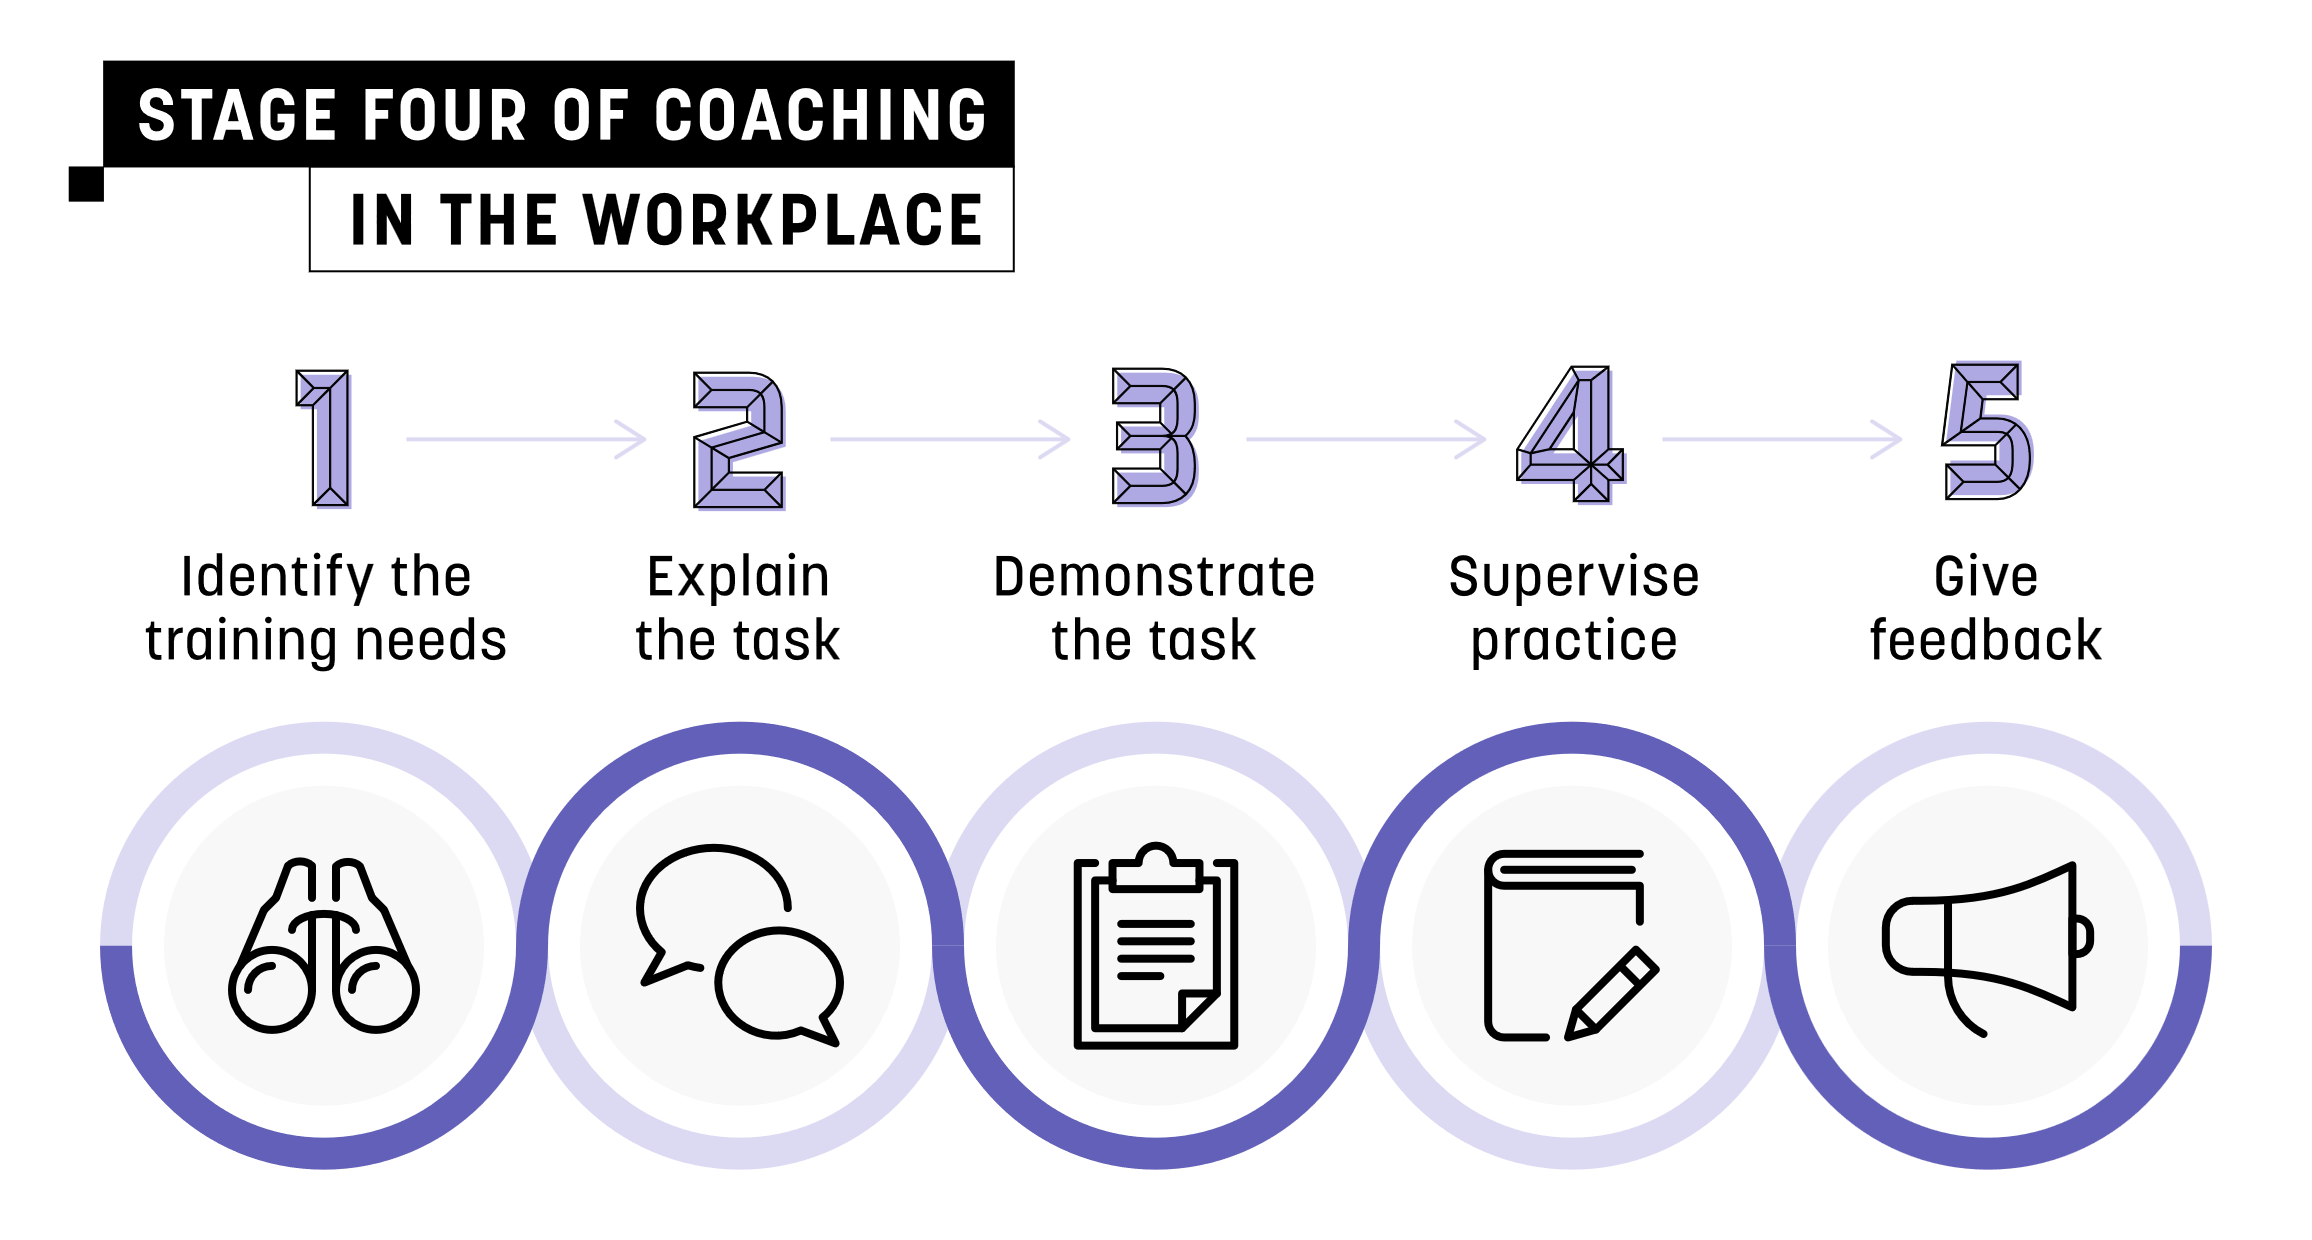 STAGE FOUR OF COACHING
IN THE WORKPLACE
1
2
3
4
5
Identify the
training needs
Explain
the task
Demonstrate
the task
Supervise
practice
Give
feedback